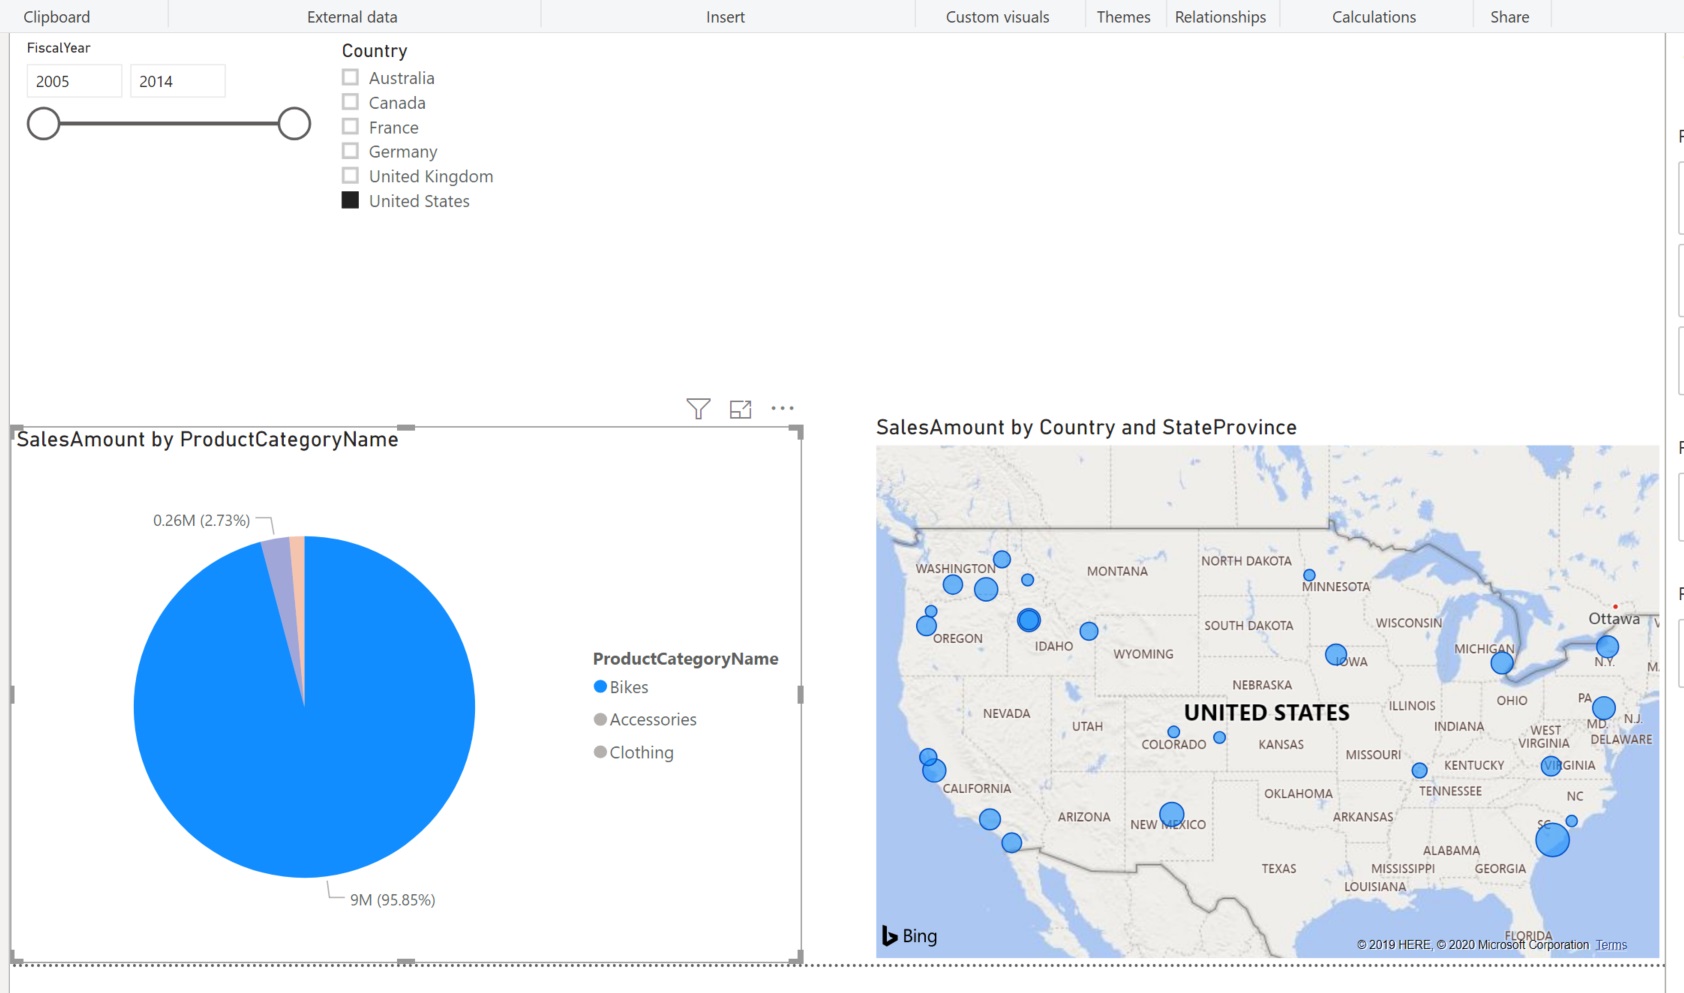 Clipboard
External data
Insert
Custom visuals
Themes
Relationships
Calculations
Share
FiscalYear
2005
2014
Country
Australia
Canada
France
Germany
United Kingdom
United States
SalesAmount by ProductCategoryName
0.26M (2.73%)
9M (95.85%)
ProductCategoryName
Bikes
Accessories
Clothing
SalesAmount by Country and StateProvince
WASHINGTON
MONTANA
NORTH DAKOTA
MINNESOTA
Ottawa
OREGON
IDAHO
SOUTH DAKOTA
WISCONSIN
WYOMING
MICHIGAN
IOWA
N.Y.
M
NEBRASKA
NEVADA
UTAH
UNITED STATES
ILLINOIS
INDIANA
OHIO
PA
N.J.
MD.
WEST
VIRGINIA
DELAWARE
COLORADO
KANSAS
MISSOURI
KENTUCKY
VIRGINIA
CALIFORNIA
OKLAHOMA
TENNESSEE
NC
ARIZONA
NEW MEXICO
ARKANSAS
SC
ALABAMA
TEXAS
MISSISSIPPI
GEORGIA
LOUISIANA
FLORIDA
Bing
© 2019 HERE, © 2020 Microsoft Corporation Terms